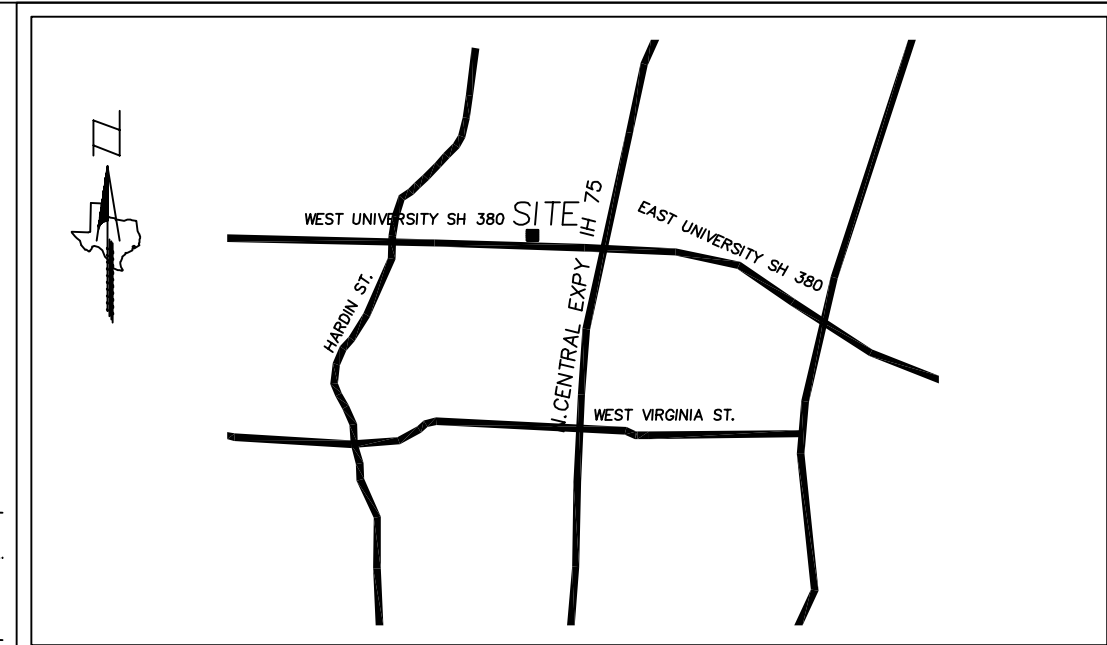 N
WEST UNIVERSITY SH 380
SITE
N.CENTRAL EXPY IH 75
EAST UNIVERSITY SH 380
HARDIN ST.
WEST VIRGINIA ST.